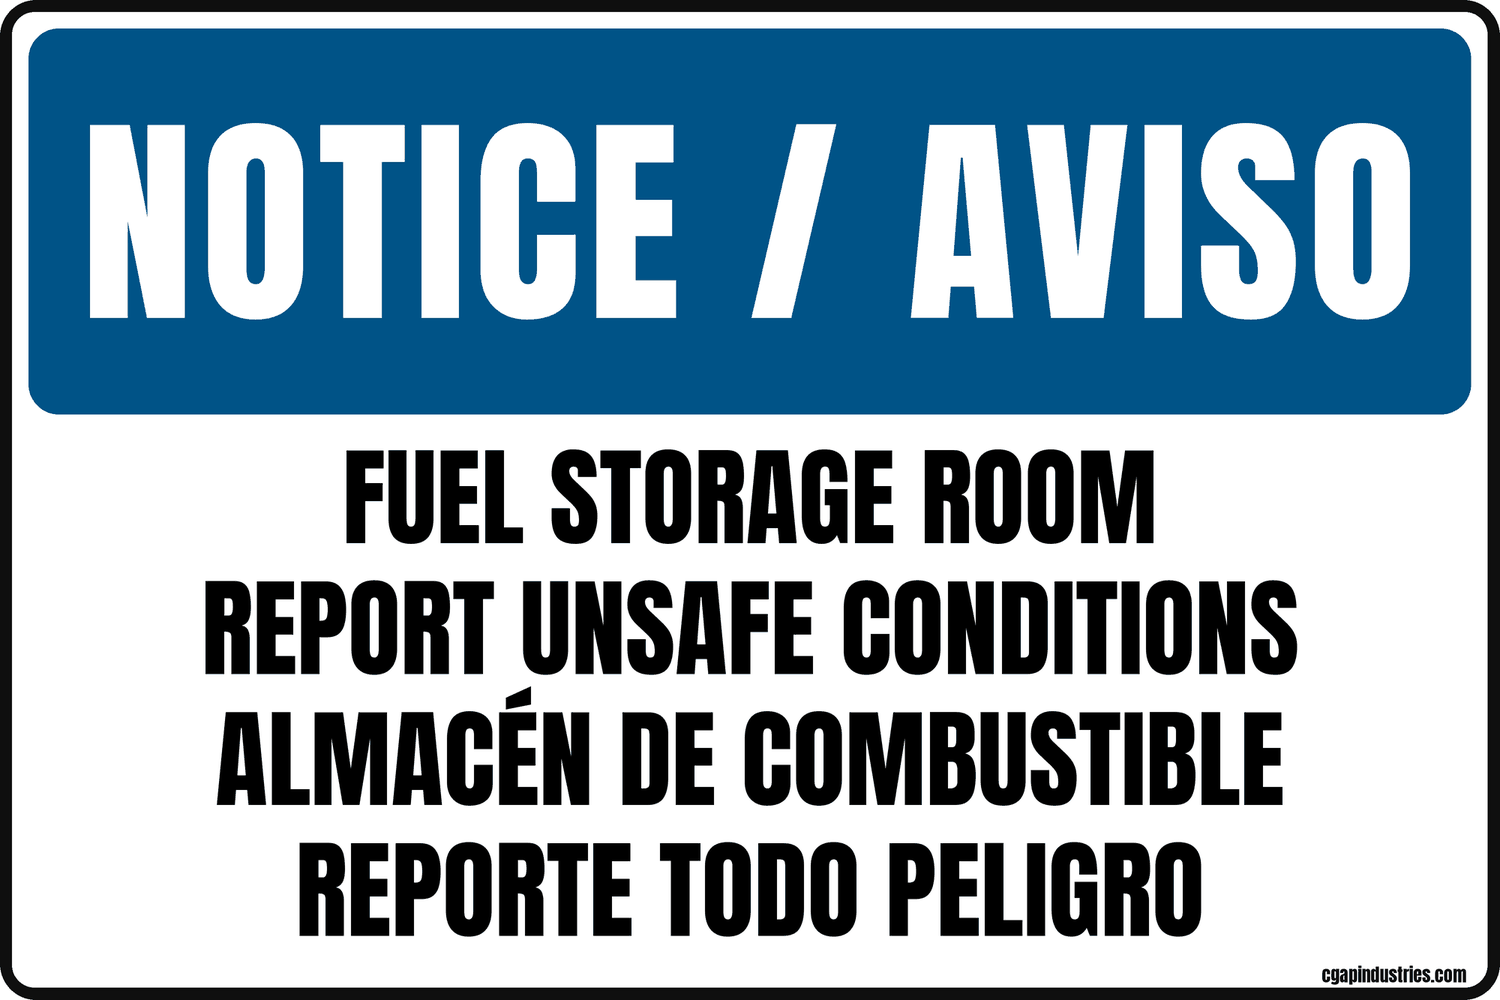 NOTICE / AVISO
FUEL STORAGE ROOM
REPORT UNSAFE CONDITIONS
ALMACÉN DE COMBUSTIBLE
REPORTE TODO PELIGRO
cgapindustries.com